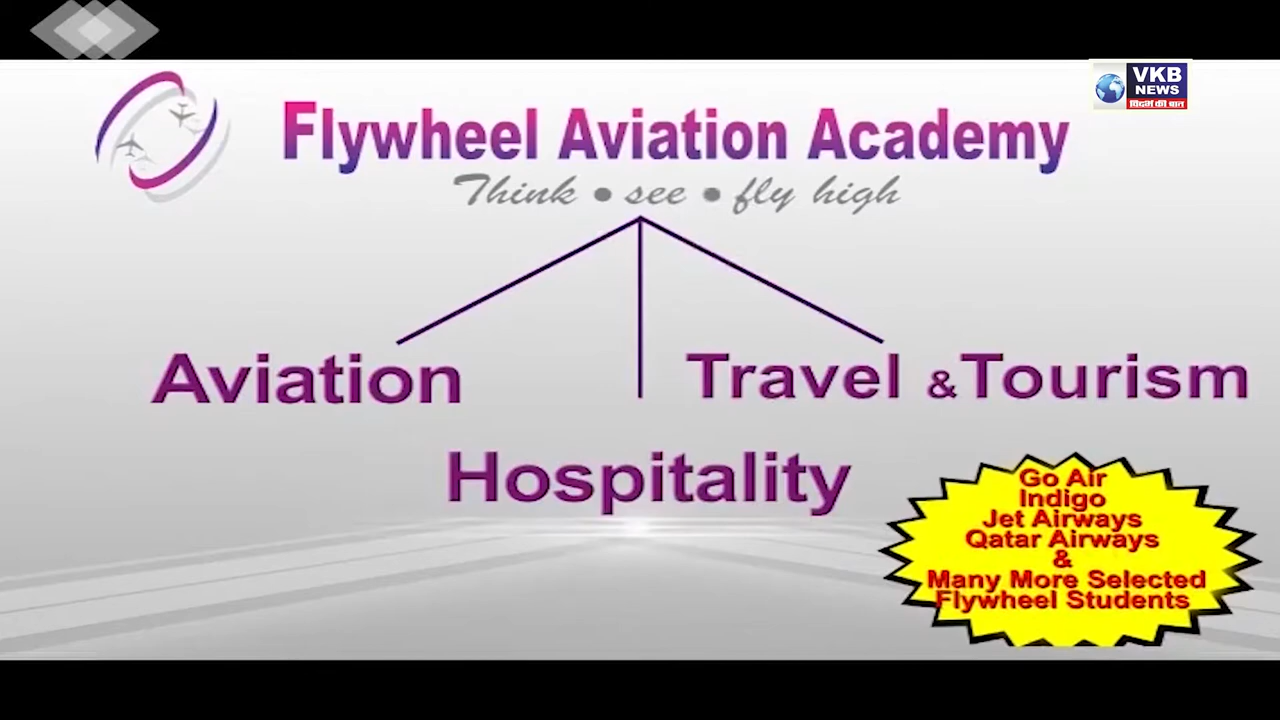 VKB
NEWS
विदर्भ की बात
Flywheel Aviation Academy
Think • see • fly high
Aviation
Travel & Tourism
Hospitality
Go Air
Indigo
Jet Airways
Qatar Airways
&
Many More Selected
Flywheel Students